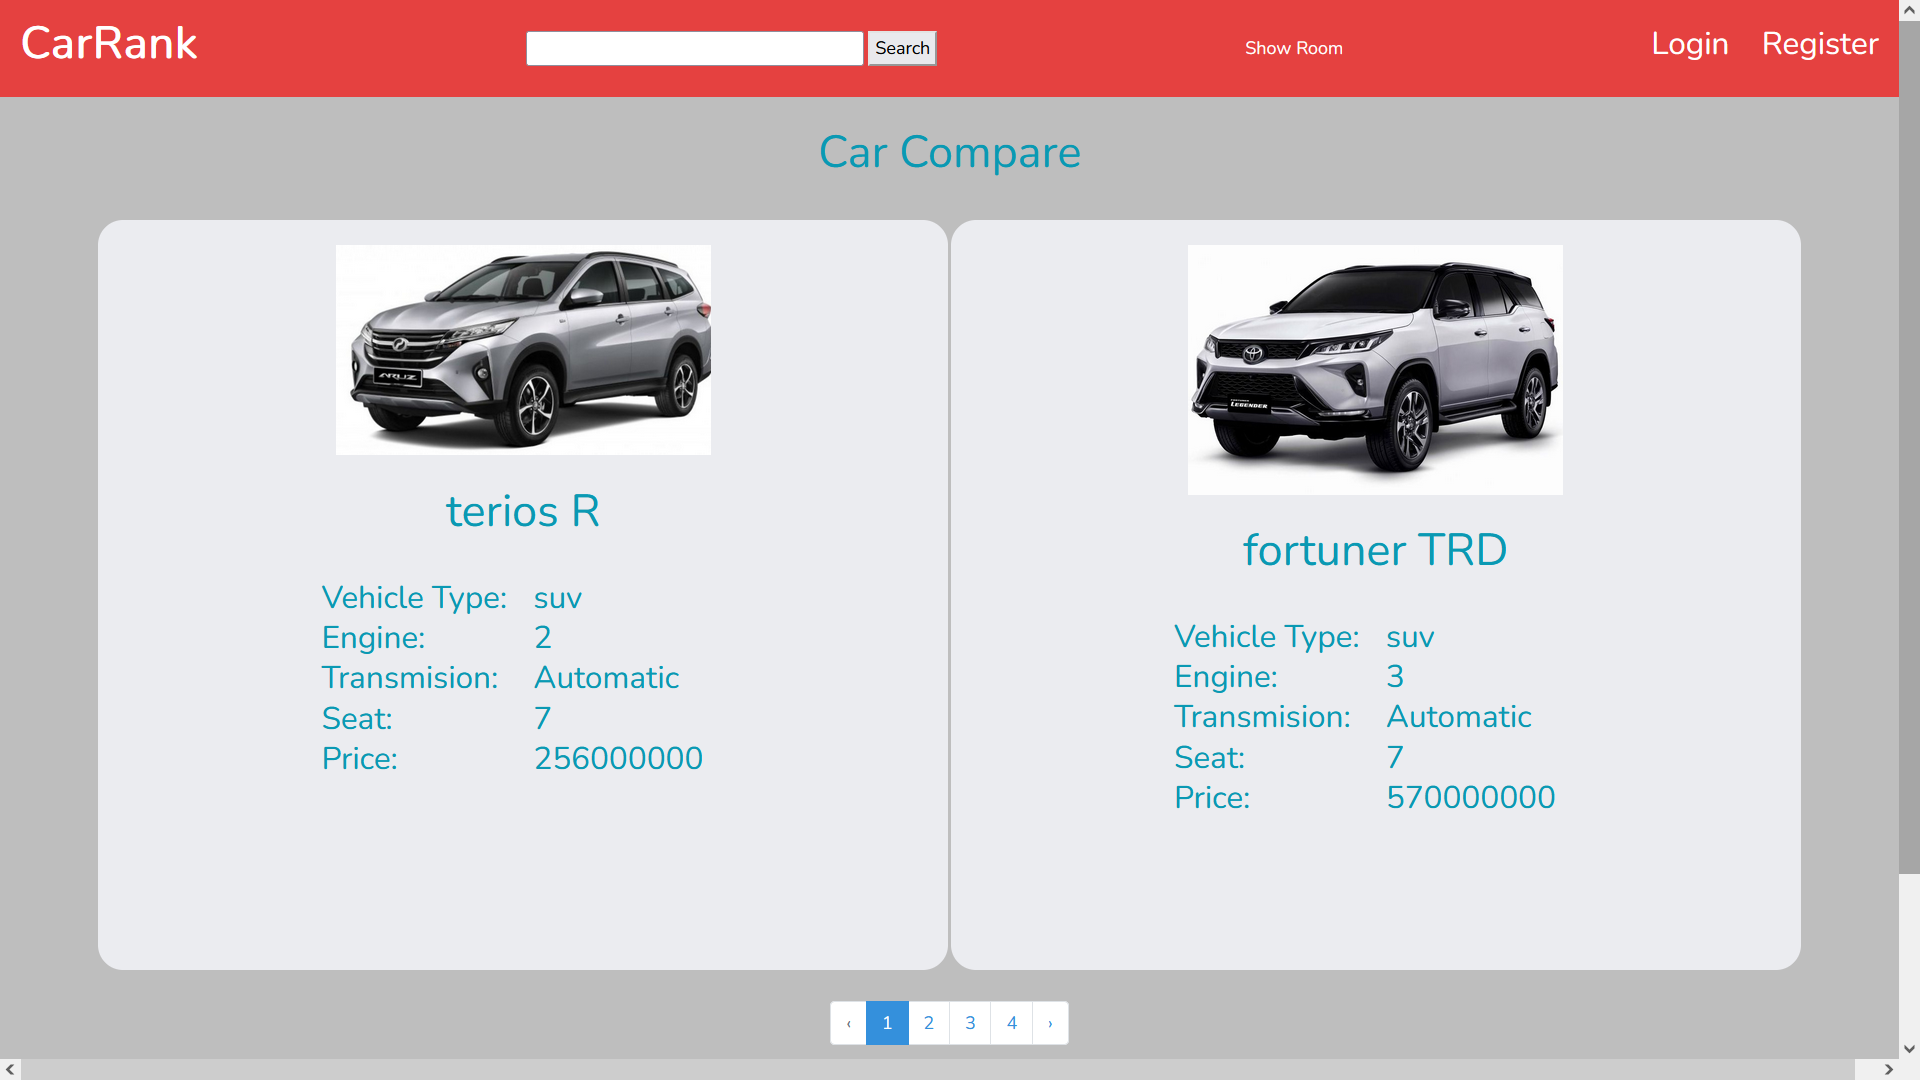 CarRank
Search
Show Room
Login
Register
Car Compare
ARUZ
terios R
Vehicle Type: suv
Engine: 2
Transmision: Automatic
Seat: 7
Price: 256000000
LEGENDER
fortuner TRD
Vehicle Type: suv
Engine: 3
Transmision: Automatic
Seat: 7
Price: 570000000
‹ 1 2 3 4 ›